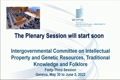 The Plenary Session will start soon
Intergovernmental Committee on Intellectual
Property and Genetic Resources, Traditional
Knowledge and Folklore
Forty-Third Session
Geneva, May 30 to June 3, 2022